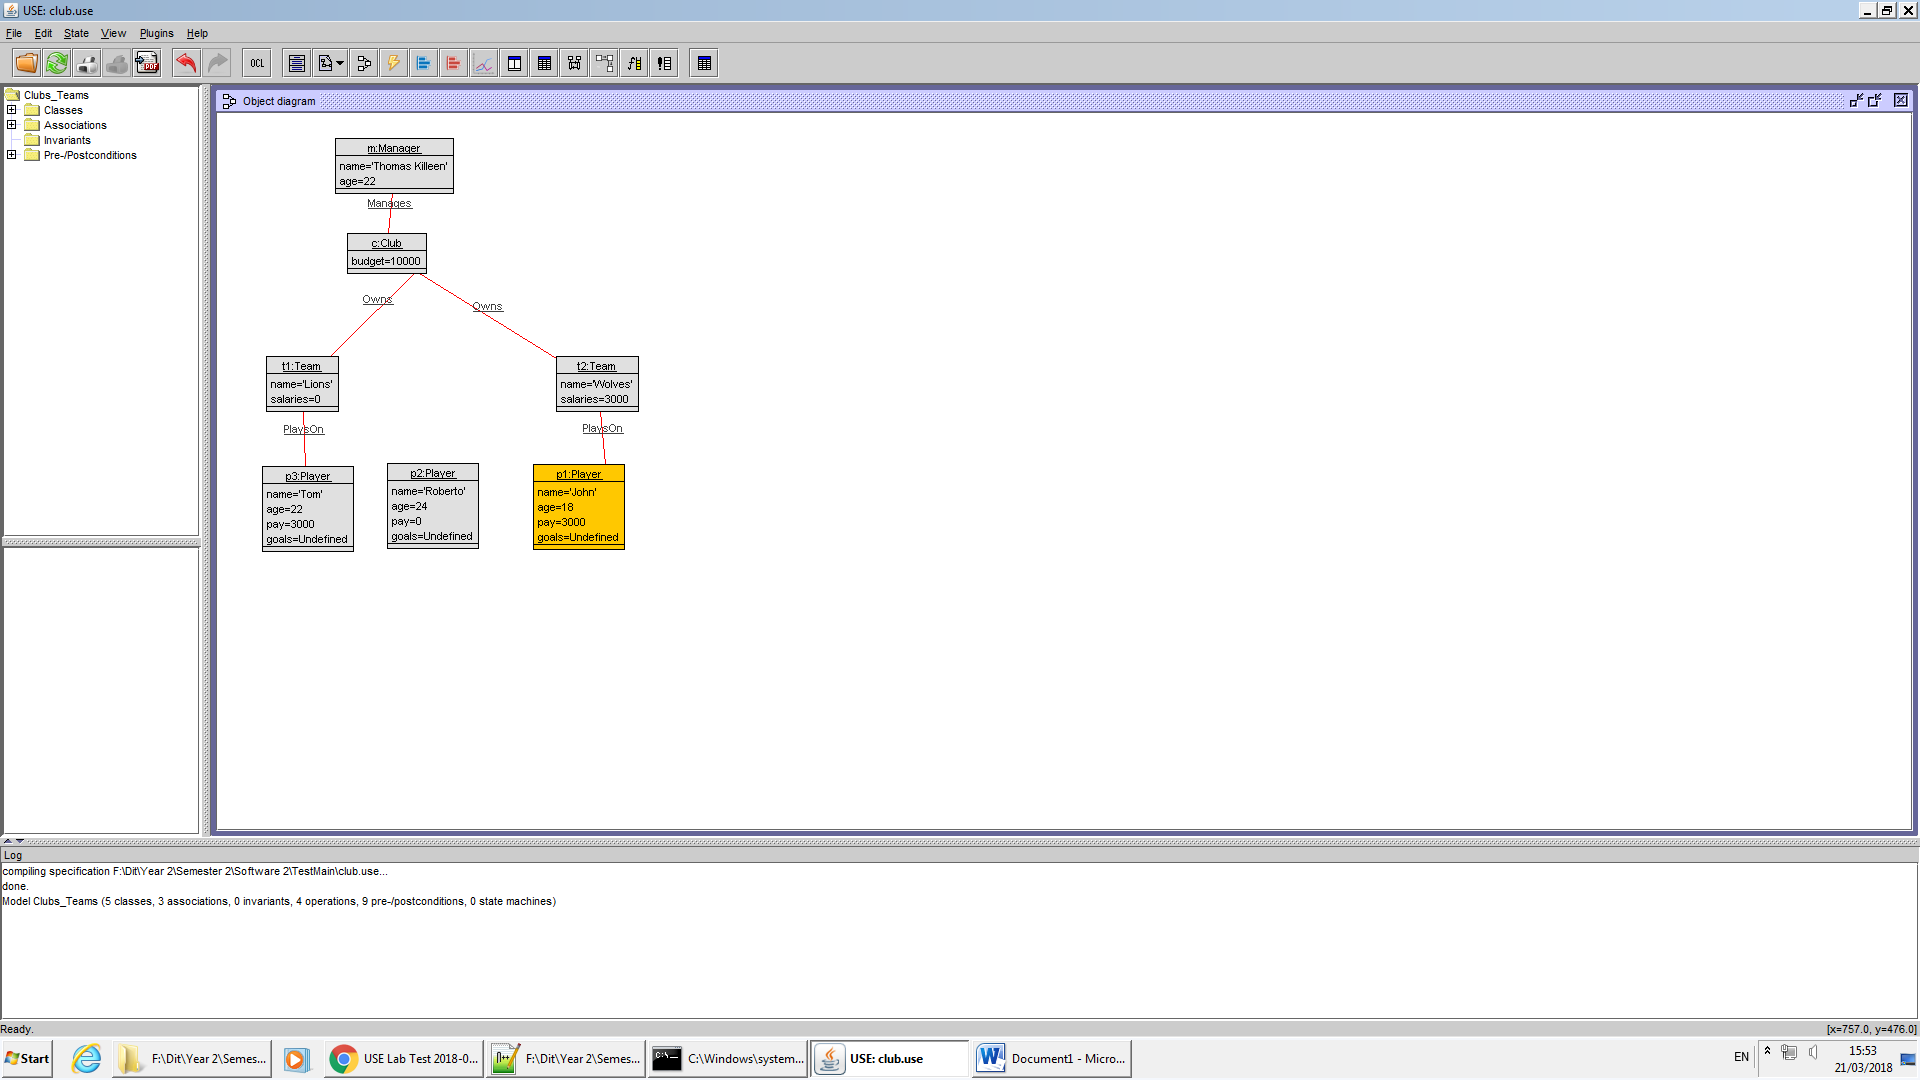 USE: club.use
File Edit State View Plugins Help
OCL
Clubs_Teams
Classes
Associations
Invariants
Pre-/Postconditions
Object diagram
m:Manager
name='Thomas Killeen'
age=22
Manages
c:Club
budget=10000
Owns
Owns
t1:Team
name='Lions'
salaries=0
t2:Team
name='Wolves'
salaries=3000
PlaysOn
PlaysOn
p3:Player
name='Tom'
age=22
pay=3000
goals=Undefined
p2:Player
name='Roberto'
age=24
pay=0
goals=Undefined
p1:Player
name='John'
age=18
pay=3000
goals=Undefined
Log
compiling specification F:\Dit\Year 2\Semester 2\Software 2\TestMain\club.use...
done.
Model Clubs_Teams (5 classes, 3 associations, 0 invariants, 4 operations, 9 pre-/postconditions, 0 state machines)
Ready.
[x=757.0, y=476.0]
Start
F:\Dit\Year 2\Semes...
USE Lab Test 2018-0...
F:\Dit\Year 2\Semes...
C:\Windows\system...
USE: club.use
Document1 - Micro...
EN
15:53
21/03/2018